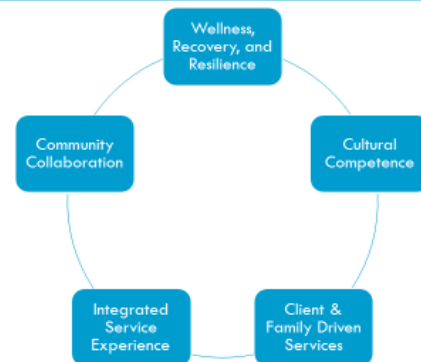 Wellness,
Recovery, and
Resilience
Community
Collaboration
Cultural
Competence
Integrated
Service
Experience
Client &
Family Driven
Services